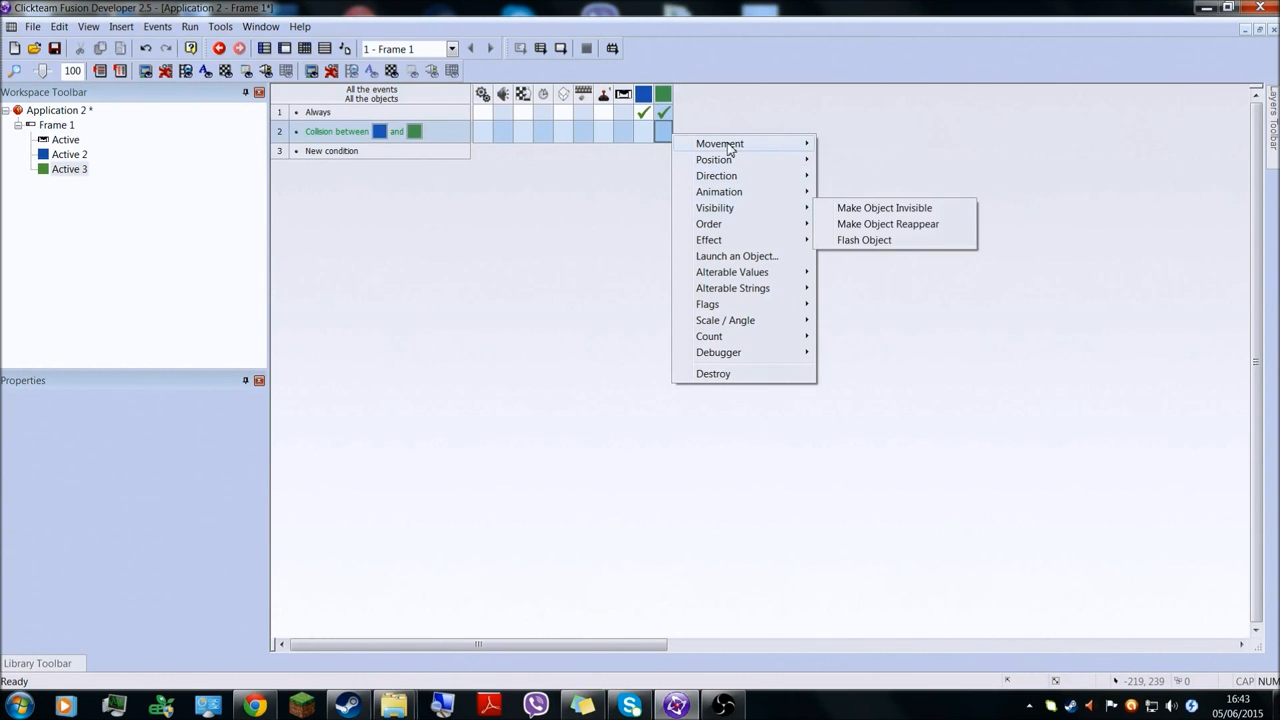 Clickteam Fusion Developer 2.5 - [Application 2 - Frame 1*]
File Edit View Insert Events Run Tools Window Help
1 - Frame 1
100
Workspace Toolbar
Application 2 *
Frame 1
Active
Active 2
Active 3
Properties
Library Toolbar
Ready
All the events
All the objects
1 • Always
2 • Collision between and
3 • New condition
Movement
Position
Direction
Animation
Visibility
Order
Effect
Launch an Object...
Alterable Values
Alterable Strings
Flags
Scale / Angle
Count
Debugger
Destroy
Make Object Invisible
Make Object Reappear
Flash Object
Layers Toolbar
-219, 239 0 CAP NUM
16:43
05/06/2015